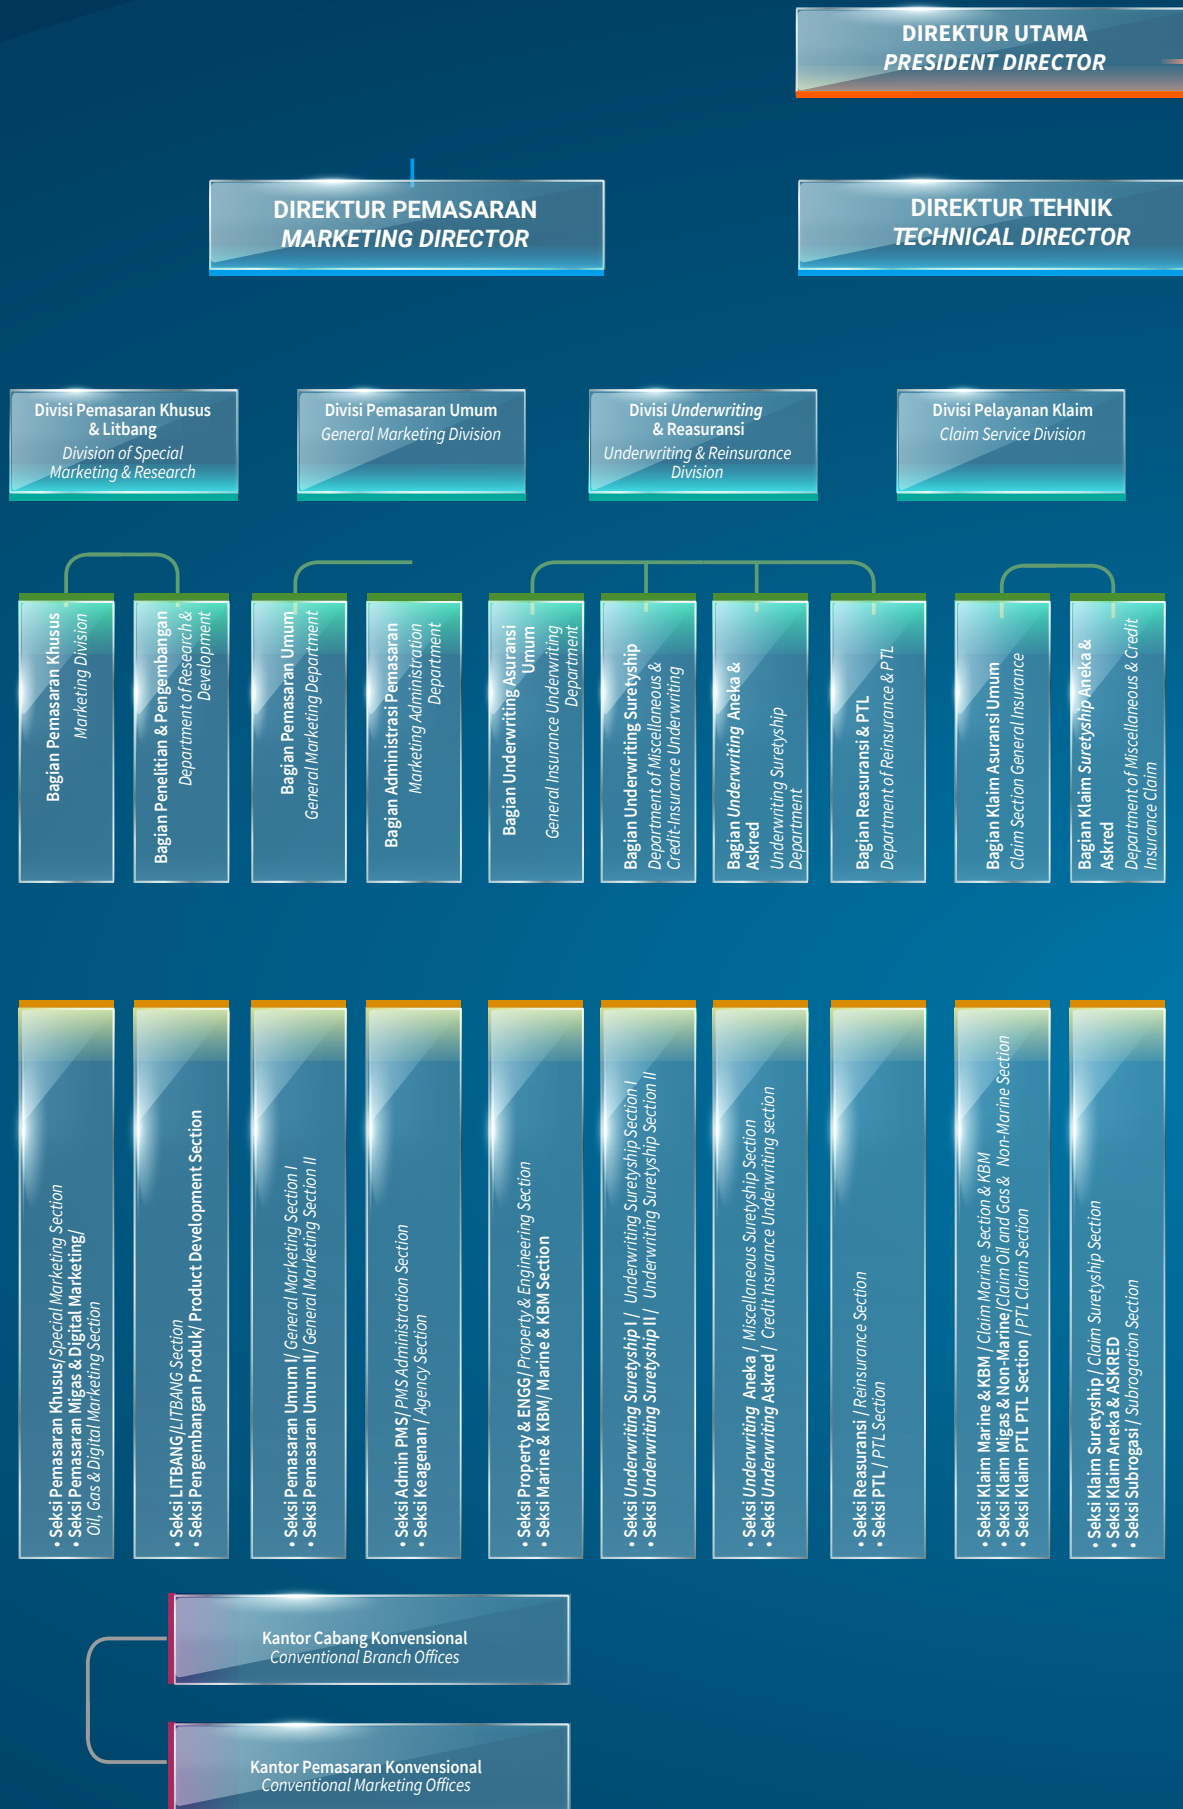 DIREKTUR UTAMA
PRESIDENT DIRECTOR
DIREKTUR PEMASARAN
MARKETING DIRECTOR
DIREKTUR TEHNIK
TECHNICAL DIRECTOR
Divisi Pemasaran Khusus
& Litbang
Division of Special
Marketing & Research
Divisi Pemasaran Umum
General Marketing Division
Divisi Underwriting
& Reasuransi
Underwriting & Reinsurance
Division
Divisi Pelayanan Klaim
Claim Service Division
Bagian Pemasaran Khusus
Marketing Division
Bagian Penelitian & Pengembangan
Department of Research &
Development
Bagian Pemasaran Umum
General Marketing Department
Bagian Administrasi Pemasaran
Marketing Administration
Department
Bagian Underwriting Asuransi
Umum
General Insurance Underwriting
Department
Bagian Underwriting Suretyship
Department of Miscellaneous &
Credit-Insurance Underwriting
Bagian Underwriting Aneka &
Askred
Underwriting Suretyship
Department
Bagian Reasuransi & PTL
Department of Reinsurance & PTL
Bagian Klaim Asuransi Umum
Claim Section General Insurance
Bagian Klaim Suretyship Aneka &
Askred
Department of Miscellaneous & Credit
Insurance Claim
• Seksi Pemasaran Khusus/Special Marketing Section
• Seksi Pemasaran Migas & Digital Marketing/
Oil, Gas & Digital Marketing Section
• Seksi LITBANG/LITBANG Section
• Seksi Pengembangan Produk/ Product Development Section
• Seksi Pemasaran Umum I/ General Marketing Section I
• Seksi Pemasaran Umum II/ General Marketing Section II
• Seksi Admin PMS/ PMS Administration Section
• Seksi Keagenan / Agency Section
• Seksi Property & ENGG/ Property & Engineering Section
• Seksi Marine & KBM/ Marine & KBM Section
• Seksi Underwriting Suretyship I / Underwriting Suretyship Section I
• Seksi Underwriting Suretyship II / Underwriting Suretyship Section II
• Seksi Underwriting Aneka / Miscellaneous Suretyship Section
• Seksi Underwriting Askred / Credit Insurance Underwriting section
• Seksi Reasuransi / Reinsurance Section
• Seksi PTL / PTL Section
• Seksi Klaim Marine & KBM / Claim Marine Section & KBM
• Seksi Klaim Migas & Non-Marine/Claim Oil and Gas & Non-Marine Section
• Seksi Klaim PTL PTL Section / PTL Claim Section
• Seksi Klaim Suretyship / Claim Suretyship Section
• Seksi Klaim Aneka & ASKRED
• Seksi Subrogasi / Subrogation Section
Kantor Cabang Konvensional
Conventional Branch Offices
Kantor Pemasaran Konvensional
Conventional Marketing Offices